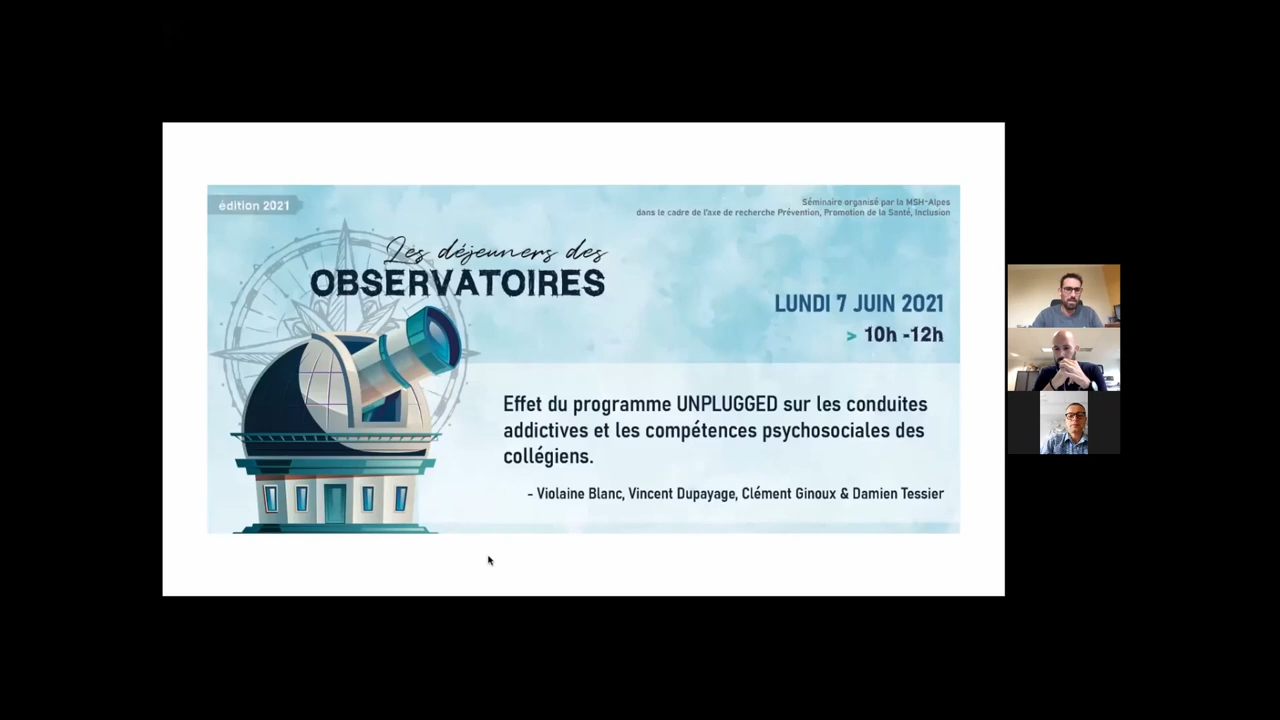 édition 2021
Séminaire organisé par la MSH-Alpes
dans le cadre de l'axe de recherche Prévention, Promotion de la Santé, Inclusion
Les déjeuners des
OBSERVATOIRES
LUNDI 7 JUIN 2021
> 10h -12h
Effet du programme UNPLUGGED sur les conduites
addictives et les compétences psychosociales des
collégiens.
- Violaine Blanc, Vincent Dupayage, Clément Ginoux & Damien Tessier